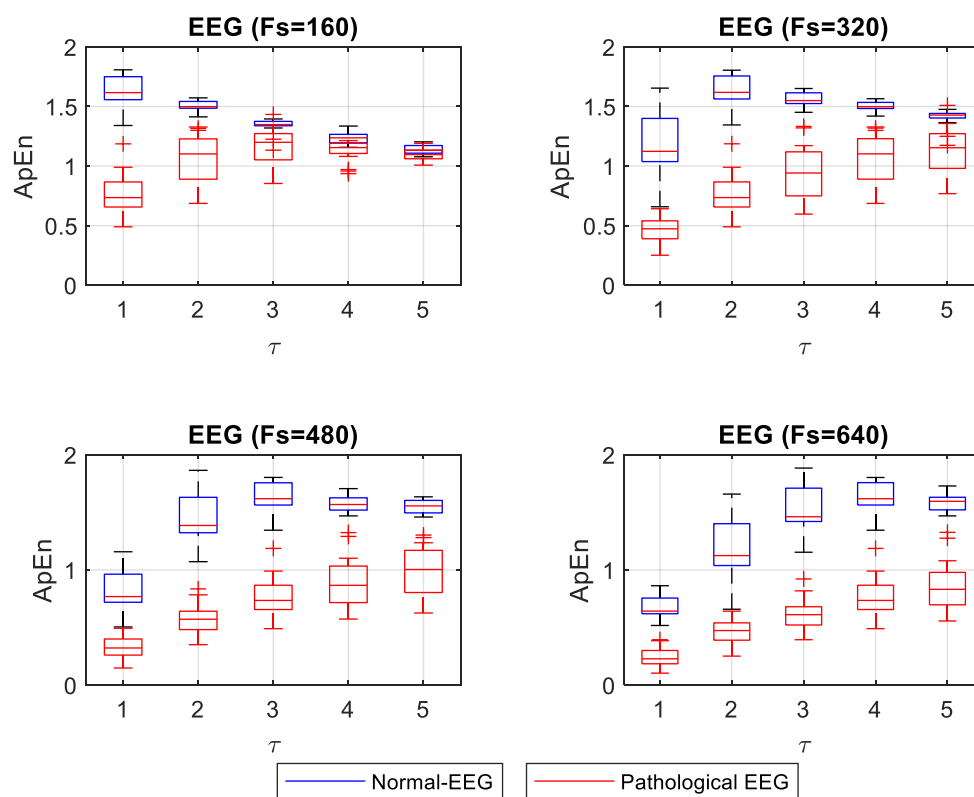 EEG (Fs=160)
2
1.5
1
0.5
0
ApEn
1 2 3 4 5
τ
EEG (Fs=320)
2
1.5
1
0.5
0
ApEn
1 2 3 4 5
τ
EEG (Fs=480)
2
1
0
ApEn
1 2 3 4 5
τ
EEG (Fs=640)
2
1
0
ApEn
1 2 3 4 5
τ
Normal-EEG
Pathological EEG